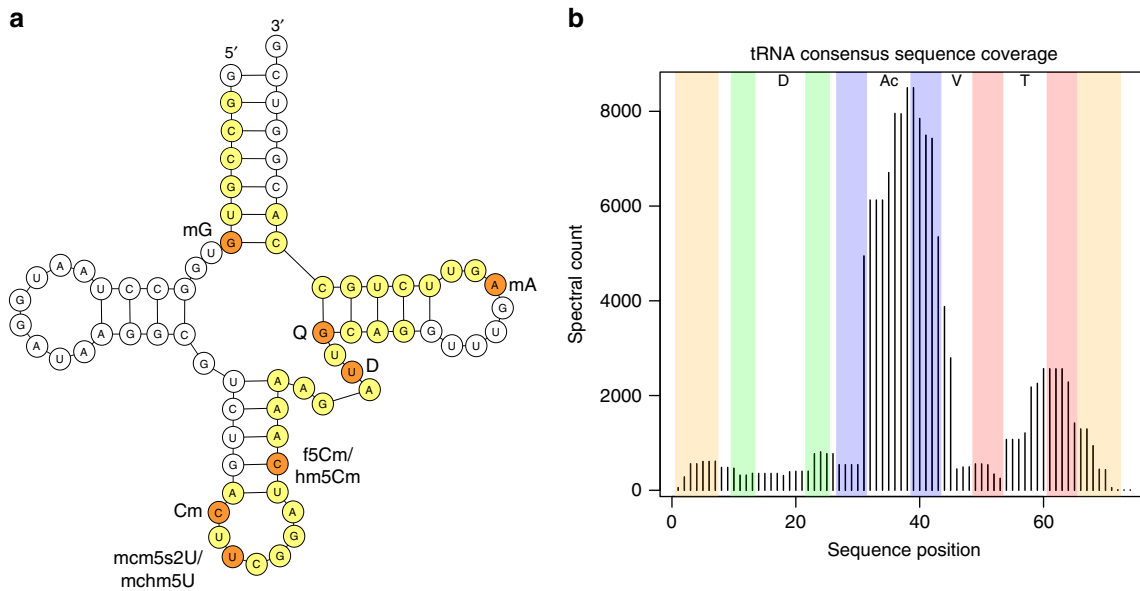 a
3′
5′
G
G
C
G
U
C
G
C
G
G
G
U
C
U
A
G
C
mG
U
G
G
G C C U A A U G G A U A A G G C
C G U C U U G A
mA
G
U
U
U
Q
G C A G G
U
U
D
A
G
A
A
G
U
C
U
G
A
A
A
C
U
f5Cm/
hm5Cm
Cm
C
U
U
C
G
G
A
mcm5s2U/
mchm5U
b
tRNA consensus sequence coverage
D Ac V T
8000
6000
4000
2000
0
Spectral count
0 20 40 60
Sequence position